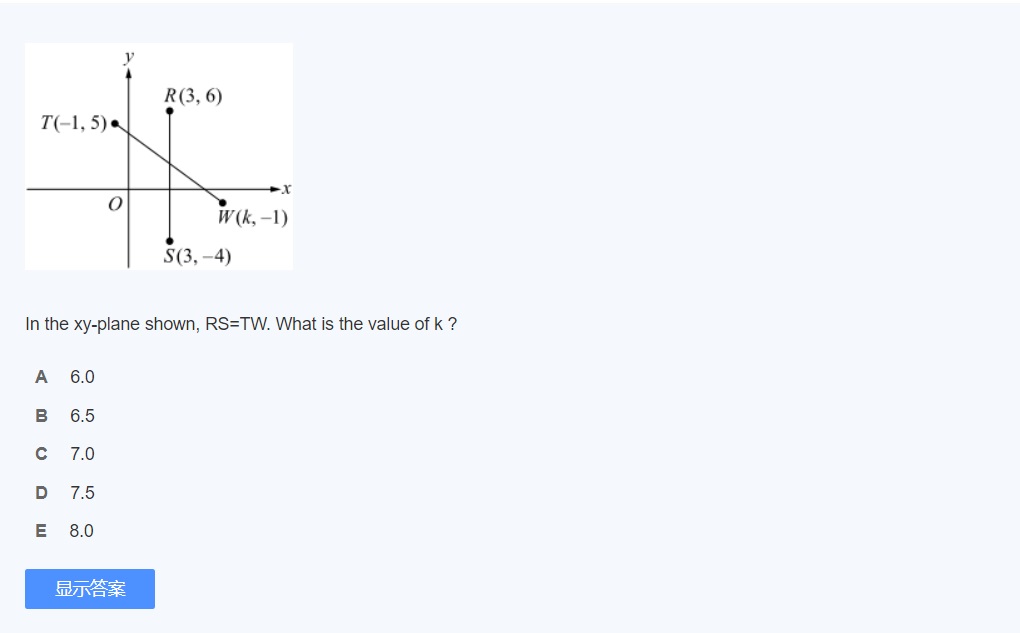 y
R(3, 6)
T(–1, 5)
x
O
W(k, –1)
S(3, –4)
In the xy-plane shown, RS=TW. What is the value of k ?
A 6.0
B 6.5
C 7.0
D 7.5
E 8.0
显示答案